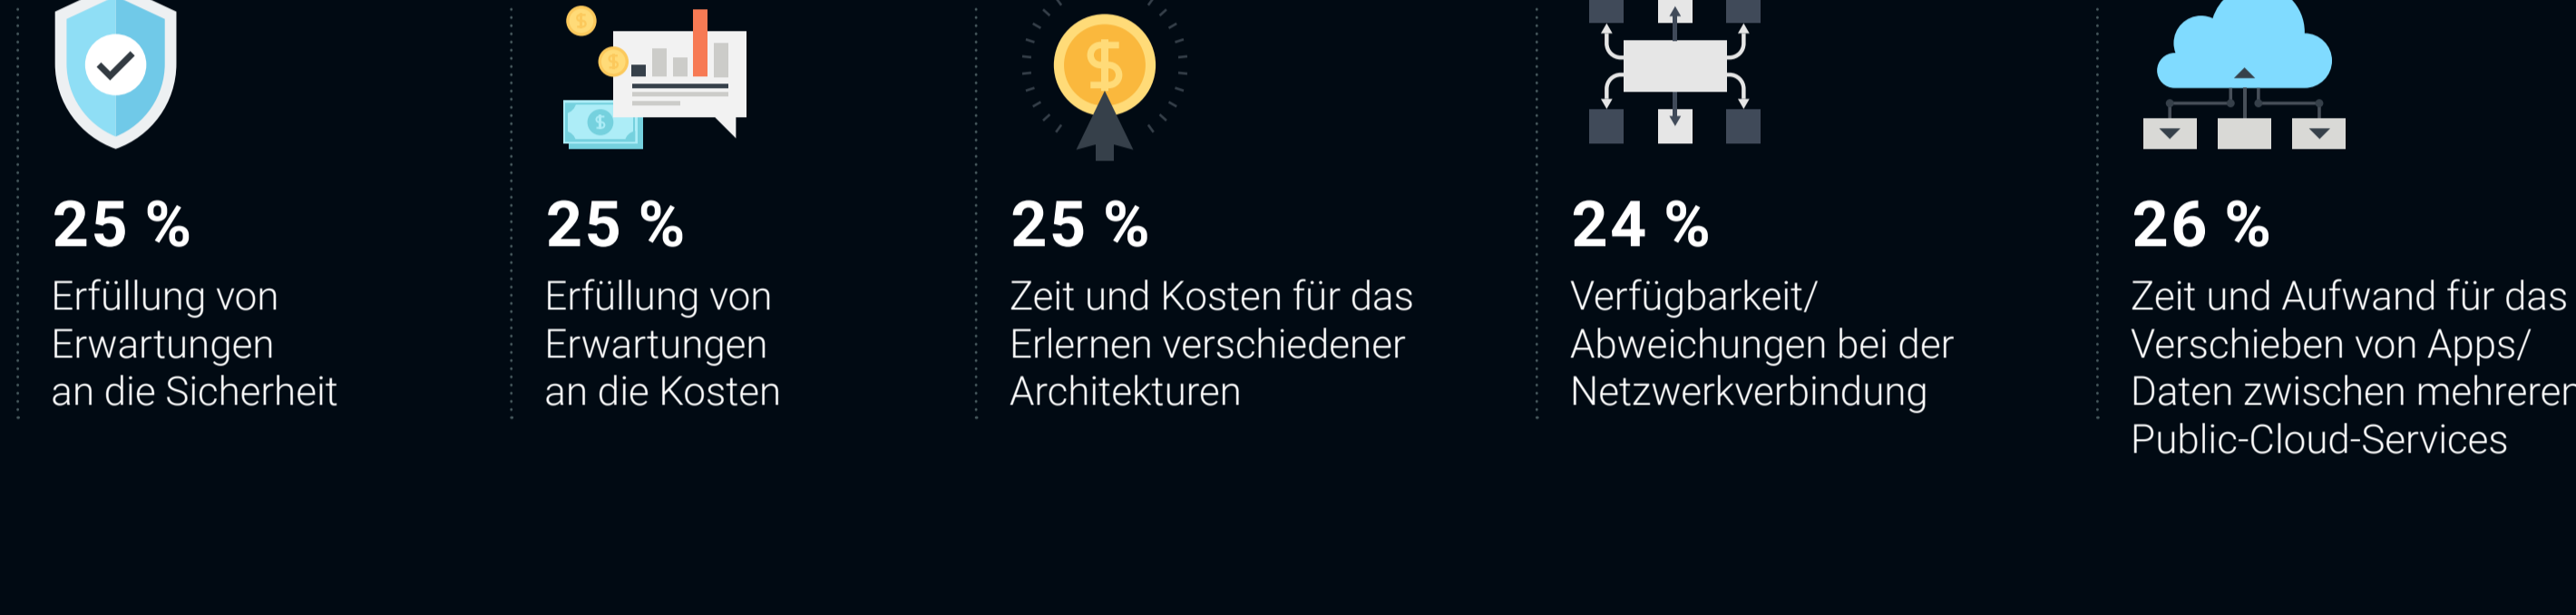 25 %
Erfüllung von
Erwartungen
an die Sicherheit
25 %
Erfüllung von
Erwartungen
an die Kosten
25 %
Zeit und Kosten für das
Erlernen verschiedener
Architekturen
24 %
Verfügbarkeit/
Abweichungen bei der
Netzwerkverbindung
26 %
Zeit und Aufwand für das
Verschieben von Apps/
Daten zwischen mehreren
Public-Cloud-Services